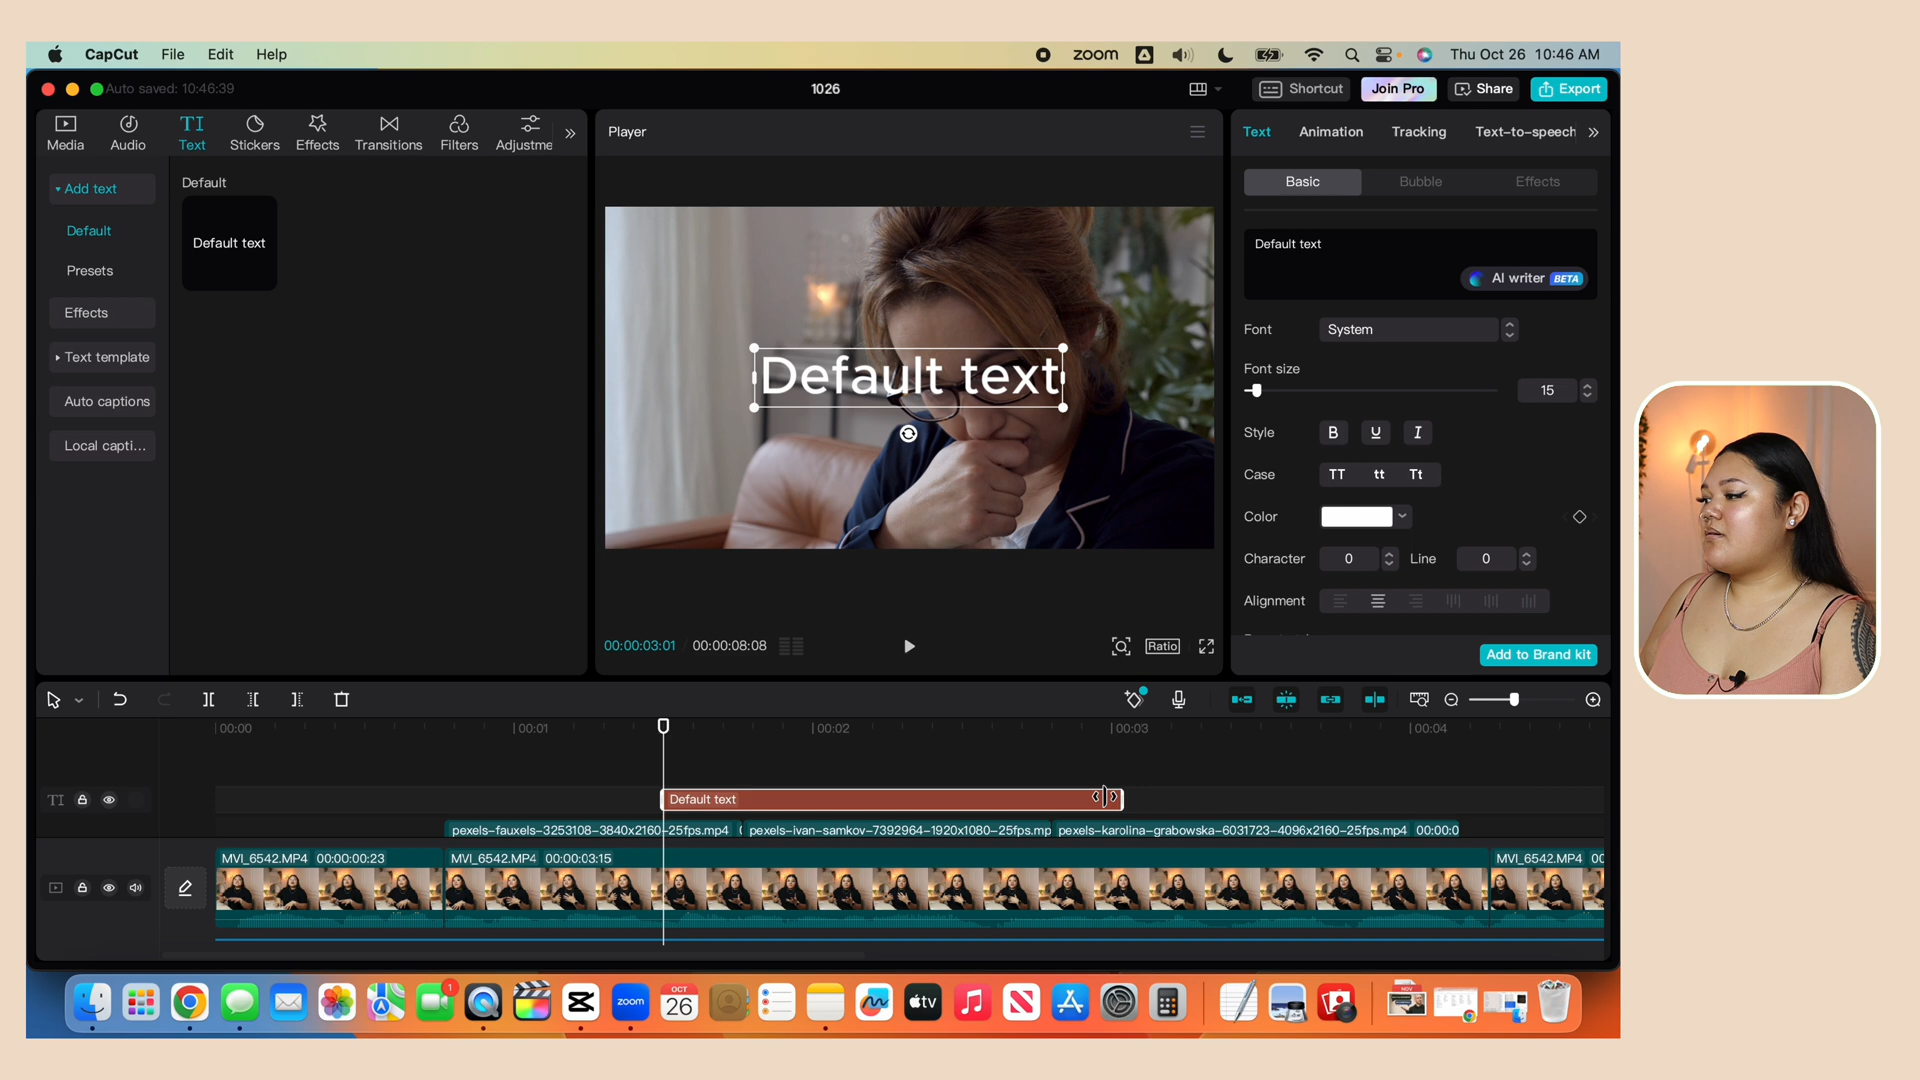 CapCut File Edit Help
zoom Thu Oct 26 10:46 AM
Auto saved: 10:46:39
1026
Shortcut Join Pro Share Export
Media Audio TI Text Stickers Effects Transitions Filters Adjustme
Add text
Default
Presets
Effects
Text template
Auto captions
Local capti...
Default
Default text
Player
Default text
00:00:03:01 00:00:08:08
Ratio
Text Animation Tracking Text-to-speech
Basic Bubble Effects
Default text
AI writer BETA
Font System
Font size
15
Style B U I
Case TT tt Tt
Color
Character 0 Line 0
Alignment
Add to Brand kit
00:00 00:01 00:02 00:03 00:04
TI Default text
pexels-fauxels-3253108-3840x2160-25fps.mp4 pexels-ivan-samkov-7392964-1920x1080-25fps.mp pexels-karolina-grabowska-6031723-4096x2160-25fps.mp4 00:00:0
MVI_6542.MP4 00:00:00:23 MVI_6542.MP4 00:00:03:15 MVI_6542.MP4 00
1
zoom
OCT
26
tv
NOV